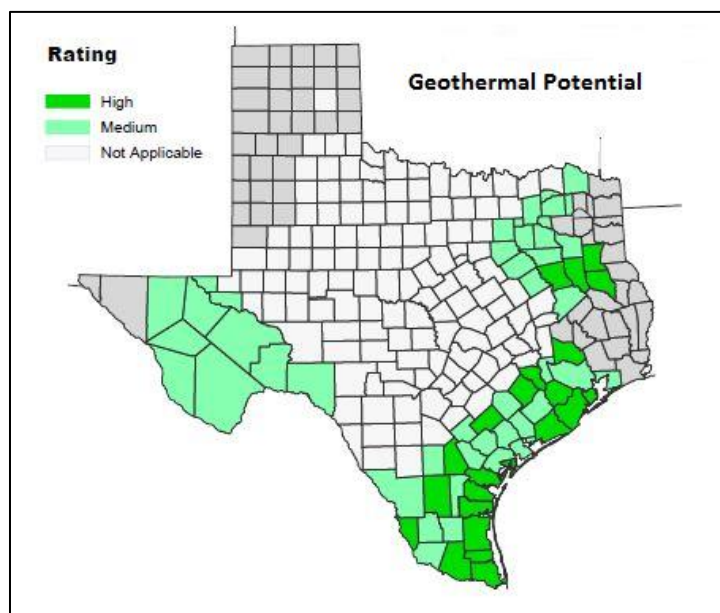 Rating
Geothermal Potential
High
Medium
Not Applicable